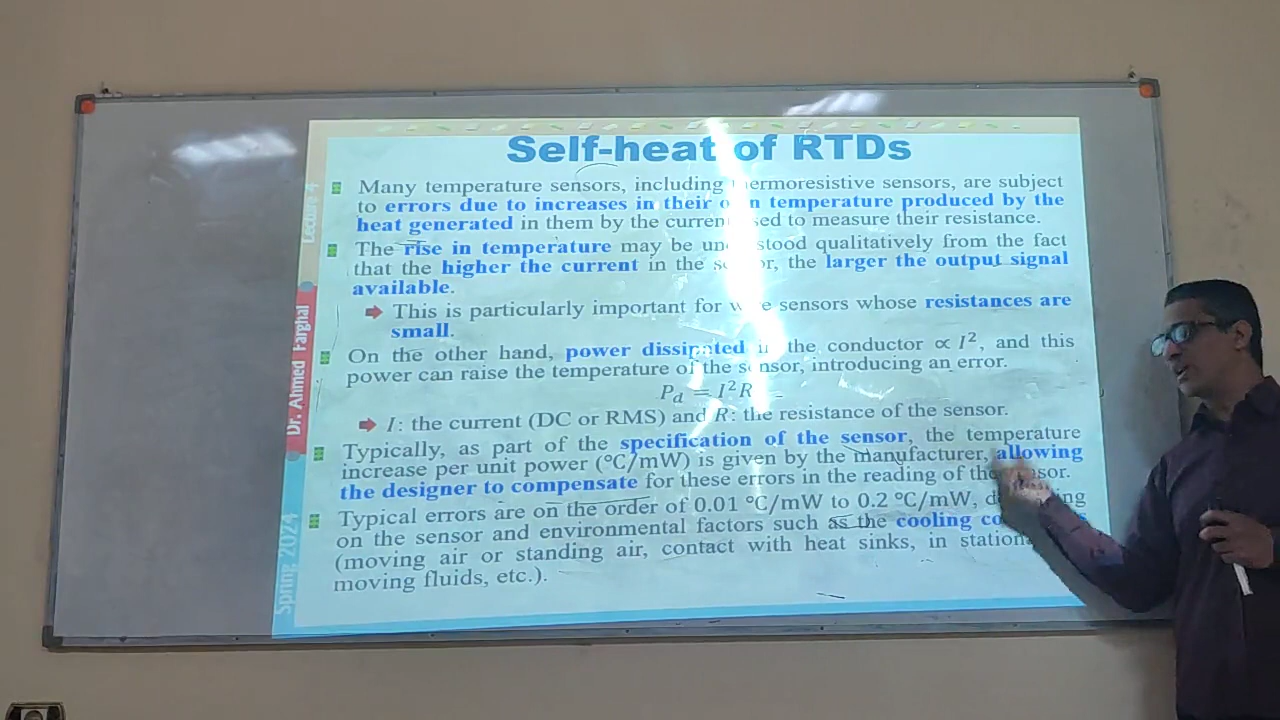 Self-heat of RTDs
Many temperature sensors, including thermoresistive sensors, are subject
to errors due to increases in their own temperature produced by the
heat generated in them by the current used to measure their resistance.
The rise in temperature may be understood qualitatively from the fact
that the higher the current in the sensor, the larger the output signal
available.
This is particularly important for wire sensors whose resistances are
small.
On the other hand, power dissipated in the conductor ∝ I², and this
power can raise the temperature of the sensor, introducing an error.
P_d = I²R
I: the current (DC or RMS) and R: the resistance of the sensor.
Typically, as part of the specification of the sensor, the temperature
increase per unit power (°C/mW) is given by the manufacturer, allowing
the designer to compensate for these errors in the reading of the sensor.
Typical errors are on the order of 0.01 °C/mW to 0.2 °C/mW,
on the sensor and environmental factors such as the cooling
(moving air or standing air, contact with heat sinks, in
moving fluids, etc.).
Lecture 4
Dr. Ahmed Farghal
Spring 2024